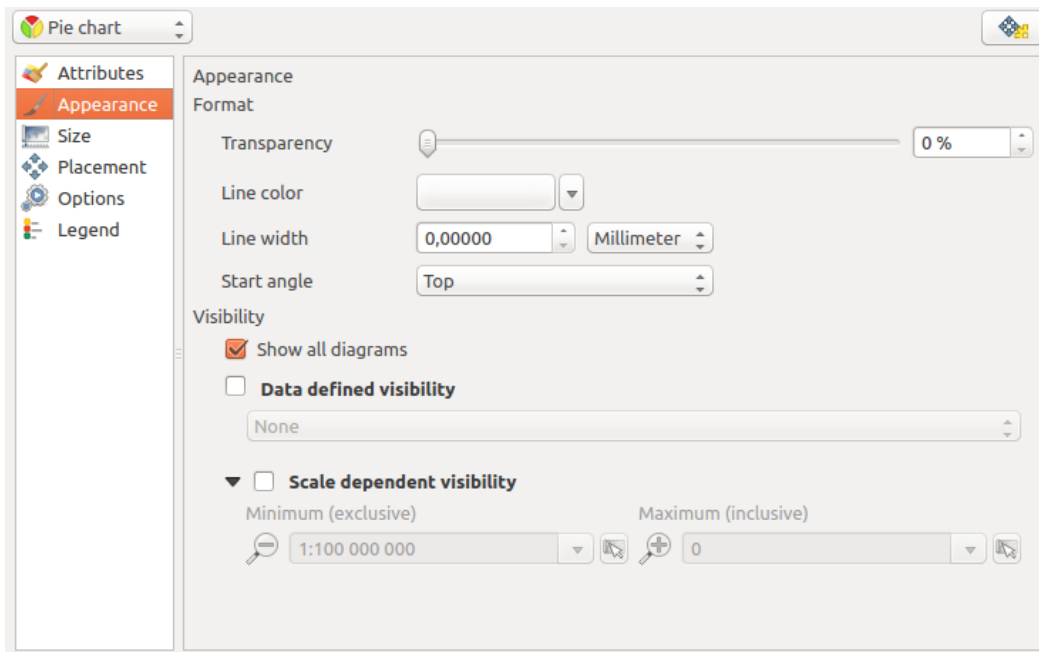 Pie chart
Attributes
Appearance
Size
Placement
Options
Legend
Appearance
Format
Transparency 0 %
Line color
Line width 0,00000 Millimeter
Start angle Top
Visibility
Show all diagrams
Data defined visibility
None
Scale dependent visibility
Minimum (exclusive) Maximum (inclusive)
1:100 000 000 0